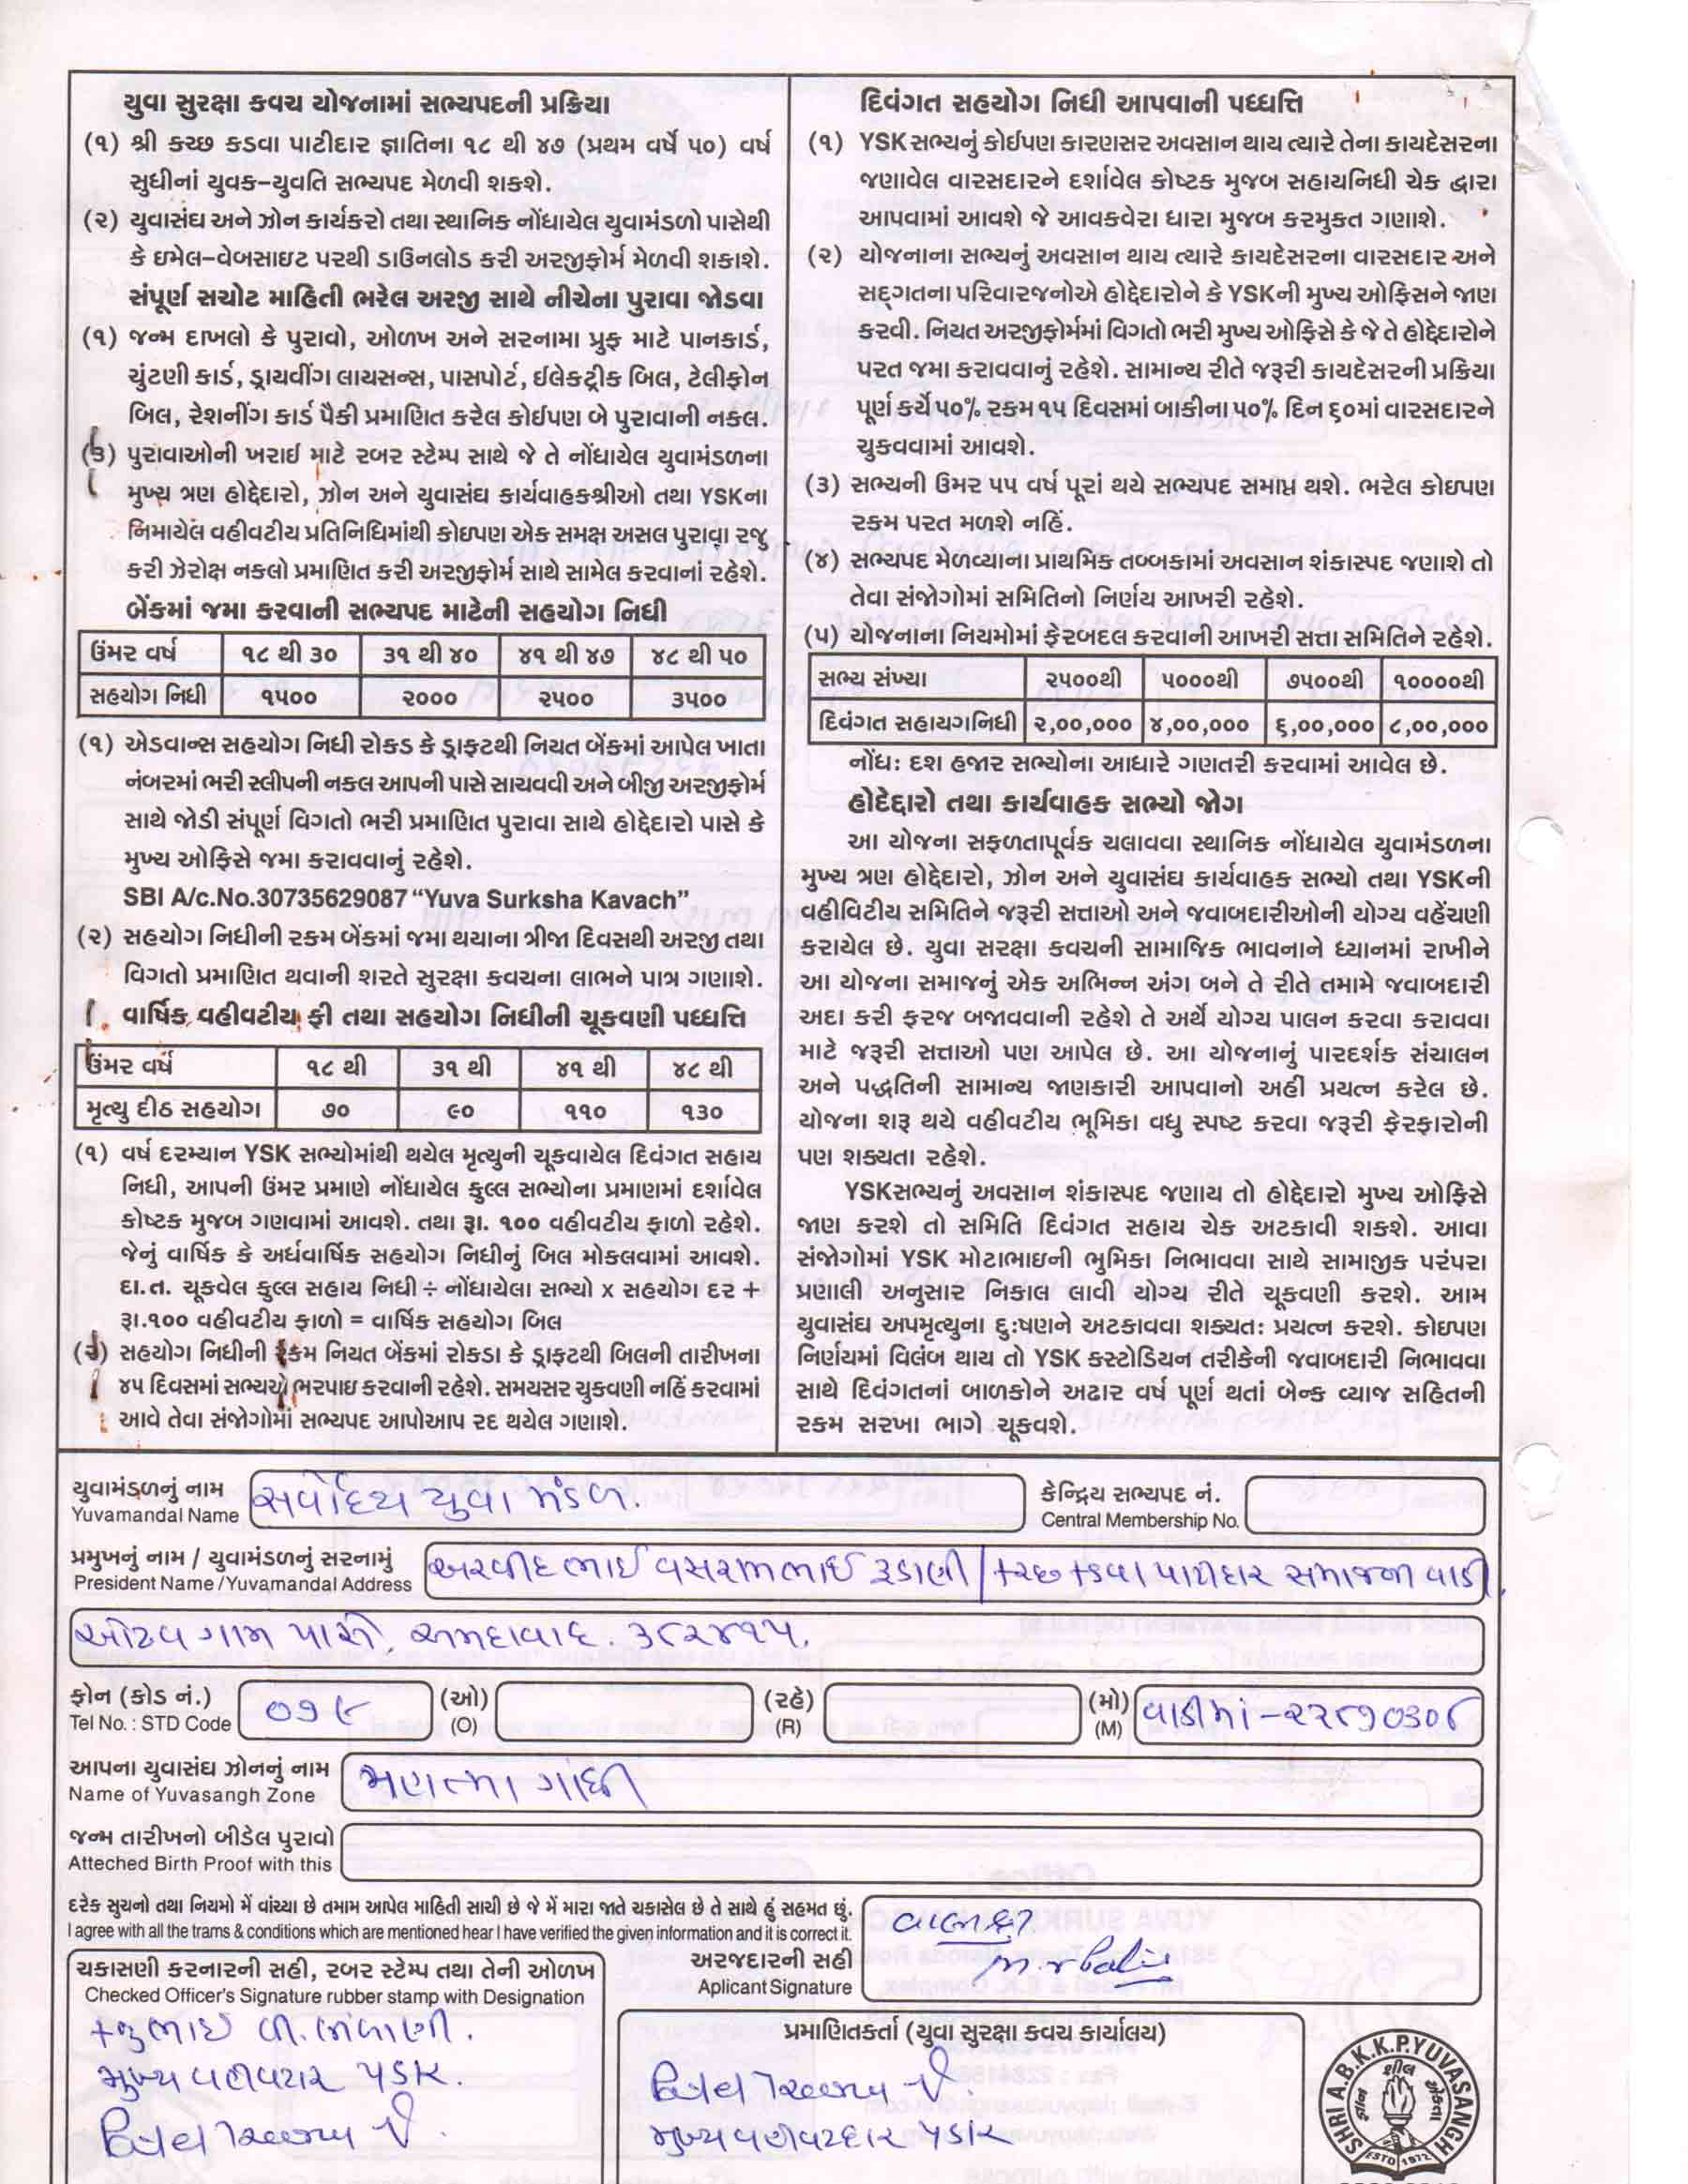 યુવા સુરક્ષા કવચ યોજનામાં સભ્યપદની પ્રક્રિયા
(૧) શ્રી કચ્છ કડવા પાટીદાર જ્ઞાતિના ૧૮ થી ૪૭ (પ્રથમ વર્ષે ૫૦) વર્ષ
સુધીનાં યુવક-યુવતિ સભ્યપદ મેળવી શકશે.
(૨) યુવાસંઘ અને ઝોન કાર્યકરો તથા સ્થાનિક નોંધાયેલ યુવામંડળો પાસેથી
કે ઇમેલ-વેબસાઇટ પરથી ડાઉનલોડ કરી અરજીફોર્મ મેળવી શકાશે.
સંપૂર્ણ સચોટ માહિતી ભરેલ અરજી સાથે નીચેના પુરાવા જોડવા
(૧) જન્મ દાખલો કે પુરાવો, ઓળખ અને સરનામા પ્રુફ માટે પાનકાર્ડ,
ચુંટણી કાર્ડ, ડ્રાયવીંગ લાયસન્સ, પાસપોર્ટ, ઈલેક્ટ્રીક બિલ, ટેલીફોન
બિલ, રેશનીંગ કાર્ડ પૈકી પ્રમાણિત કરેલ કોઈપણ બે પુરાવાની નકલ.
પુરાવાઓની ખરાઇ માટે રબર સ્ટેમ્પ સાથે જે તે નોંધાયેલ યુવામંડળના
મુખ્ય ત્રણ હોદ્દેદારો, ઝોન અને યુવાસંઘ કાર્યવાહકશ્રીઓ તથા YSKના
નિમાયેલ વહીવટીય પ્રતિનિધિમાંથી કોઇપણ એક સમક્ષ અસલ પુરાવા રજુ
કરી ઝેરોક્ષ નકલો પ્રમાણિત કરી અરજીફોર્મ સાથે સામેલ કરવાનાં રહેશે.
બેંકમાં જમા કરવાની સભ્યપદ માટેની સહયોગ નિધી
ઉંમર વર્ષ ૧૮ થી ૩૦ ૩૧ થી ૪૦ ૪૧ થી ૪૭ ૪૮ થી ૫૦
સહયોગ નિધી ૧૫૦૦ ૨૦૦૦ ૨૫૦૦ ૩૫૦૦
(૧) એડવાન્સ સહયોગ નિધી રોકડ કે ડ્રાફ્ટથી નિયત બેંકમાં આપેલ ખાતા
નંબરમાં ભરી સ્લીપની નકલ આપની પાસે સાચવવી અને બીજી અરજીફોર્મ
સાથે જોડી સંપૂર્ણ વિગતો ભરી પ્રમાણિત પુરાવા સાથે હોદ્દેદારો પાસે કે
મુખ્ય ઓફિસે જમા કરાવવાનું રહેશે.
SBI A/c.No.30735629087 “Yuva Surksha Kavach”
(૨) સહયોગ નિધીની રકમ બેંકમાં જમા થયાના ત્રીજા દિવસથી અરજી તથા
વિગતો પ્રમાણિત થવાની શરતે સુરક્ષા કવચના લાભને પાત્ર ગણાશે.
વાર્ષિક વહીવટીય ફી તથા સહયોગ નિધીની ચૂકવણી પધ્ધતિ
ઉંમર વર્ષ ૧૮ થી ૩૧ થી ૪૧ થી ૪૮ થી
મૃત્યુ દીઠ સહયોગ ૭૦ ૯૦ ૧૧૦ ૧૩૦
(૧) વર્ષ દરમ્યાન YSK સભ્યોમાંથી થયેલ મૃત્યુની ચૂકવાયેલ દિવંગત સહાય
નિધી, આપની ઉંમર પ્રમાણે નોંધાયેલ કુલ્લ સભ્યોના પ્રમાણમાં દર્શાવેલ
કોષ્ટક મુજબ ગણવામાં આવશે. તથા રૂા. ૧૦૦ વહીવટીય ફાળો રહેશે.
જેનું વાર્ષિક કે અર્ધવાર્ષિક સહયોગ નિધીનું બિલ મોકલવામાં આવશે.
દા.ત. ચૂકવેલ કુલ્લ સહાય નિધી ÷ નોંધાયેલા સભ્યો x સહયોગ દર +
રૂા.૧૦૦ વહીવટીય ફાળો = વાર્ષિક સહયોગ બિલ
(૨) સહયોગ નિધીની રકમ નિયત બેંકમાં રોકડા કે ડ્રાફ્ટથી બિલની તારીખના
૪૫ દિવસમાં સભ્યયો ભરપાઇ કરવાની રહેશે. સમયસર ચુકવણી નહિં કરવામાં
આવે તેવા સંજોગોમાં સભ્યપદ આપોઆપ રદ થયેલ ગણાશે.
દિવંગત સહયોગ નિધી આપવાની પધ્ધત્તિ
(૧) YSK સભ્યનું કોઈપણ કારણસર અવસાન થાય ત્યારે તેના કાયદેસરના
જણાવેલ વારસદારને દર્શાવેલ કોષ્ટક મુજબ સહાયનિધી ચેક દ્વારા
આપવામાં આવશે જે આવકવેરા ધારા મુજબ કરમુક્ત ગણાશે.
(૨) યોજનાના સભ્યનું અવસાન થાય ત્યારે કાયદેસરના વારસદાર અને
સદ્ગતના પરિવારજનોએ હોદ્દેદારોને કે YSKની મુખ્ય ઓફિસને જાણ
કરવી. નિયત અરજીફોર્મમાં વિગતો ભરી મુખ્ય ઓફિસે કે જે તે હોદ્દેદારોને
પરત જમા કરાવવાનું રહેશે. સામાન્ય રીતે જરૂરી કાયદેસરની પ્રક્રિયા
પૂર્ણ કર્યે ૫૦% રકમ ૧૫ દિવસમાં બાકીના ૫૦% દિન ૬૦માં વારસદારને
ચુકવવામાં આવશે.
(૩) સભ્યની ઉમર ૫૫ વર્ષ પૂરાં થયે સભ્યપદ સમાપ્ત થશે. ભરેલ કોઇપણ
રકમ પરત મળશે નહિં.
(૪) સભ્યપદ મેળવ્યાના પ્રાથમિક તબ્બકામાં અવસાન શંકાસ્પદ જણાશે તો
તેવા સંજોગોમાં સમિતિનો નિર્ણય આખરી રહેશે.
(૫) યોજનાના નિયમોમાં ફેરબદલ કરવાની આખરી સત્તા સમિતિને રહેશે.
સભ્ય સંખ્યા ૨૫૦૦થી ૫૦૦૦થી ૭૫૦૦થી ૧૦૦૦૦થી
દિવંગત સહાયગનિધી ૨,૦૦,૦૦૦ ૪,૦૦,૦૦૦ ૬,૦૦,૦૦૦ ૮,૦૦,૦૦૦
નોંધ: દશ હજાર સભ્યોના આધારે ગણતરી કરવામાં આવેલ છે.
હોદેદ્દારો તથા કાર્યવાહક સભ્યો જોગ
આ યોજના સફળતાપૂર્વક ચલાવવા સ્થાનિક નોંધાયેલ યુવામંડળના
મુખ્ય ત્રણ હોદ્દેદારો, ઝોન અને યુવાસંઘ કાર્યવાહક સભ્યો તથા YSKની
વહીવિટીય સમિતિને જરૂરી સત્તાઓ અને જવાબદારીઓની યોગ્ય વહેંચણી
કરાયેલ છે. યુવા સરક્ષા કવચની સામાજિક ભાવનાને ધ્યાનમાં રાખીને
આ યોજના સમાજનું એક અભિન્ન અંગ બને તે રીતે તમામે જવાબદારી
અદા કરી ફરજ બજાવવાની રહેશે તે અર્થે યોગ્ય પાલન કરવા કરાવવા
માટે જરૂરી સત્તાઓ પણ આપેલ છે. આ યોજનાનું પારદર્શક સંચાલન
અને પદ્ધતિની સામાન્ય જાણકારી આપવાનો અહીં પ્રયત્ન કરેલ છે.
યોજના શરૂ થયે વહીવટીય ભૂમિકા વધુ સ્પષ્ટ કરવા જરૂરી ફેરફારોની
પણ શક્યતા રહેશે.
YSKસભ્યનું અવસાન શંકાસ્પદ જણાય તો હોદ્દેદારો મુખ્ય ઓફિસે
જાણ કરશે તો સમિતિ દિવંગત સહાય ચેક અટકાવી શકશે. આવા
સંજોગોમાં YSK મોટાભાઇની ભુમિકા નિભાવવા સાથે સામાજીક પરંપરા
પ્રણાલી અનુસાર નિકાલ લાવી યોગ્ય રીતે ચૂકવણી કરશે. આમ
યુવાસંઘ અપમૃત્યુના દુ:ષણને અટકાવવા શક્યત: પ્રયત્ન કરશે. કોઇપણ
નિર્ણયમાં વિલંબ થાય તો YSK કસ્ટોડિયન તરીકેની જવાબદારી નિભાવવા
સાથે દિવંગતનાં બાળકોને અઢાર વર્ષ પૂર્ણ થતાં બેન્ક વ્યાજ સહિતની
રકમ સરખા ભાગે ચૂકવશે.
યુવામંડળનું નામ સર્વોદય યુવા મંડળ. કેન્દ્રિય સભ્યપદ નં.
Yuvamandal Name Central Membership No.
પ્રમુખનું નામ / યુવામંડળનું સરનામું અરવીંદભાઈ વસરામભાઈ રૂડાણી / કચ્છ કડવા પાટીદાર સમાજની વાડી,
President Name /Yuvamandal Address
ઓઢવ ગામ પાસે. અમદાવાદ. ૩૮૨૪૧૫.
ફોન (કોડ નં.) ૦૭૯ (ઓ) (રહે) (મો) વાડીમાં - ૨૨૮૭૦૩૦૮
Tel No. : STD Code (O) (R) (M)
આપના યુવાસંઘ ઝોનનું નામ મહાત્મા ગાંધી
Name of Yuvasangh Zone
જન્મ તારીખનો બીડેલ પુરાવો
Atteched Birth Proof with this
દરેક સુચનો તથા નિયમો મેં વાંચ્યા છે તમામ આપેલ માહિતી સાચી છે જે મેં મારા જાતે ચકાસેલ છે તે સાથે હું સહમત છું.
I agree with all the trams & conditions which are mentioned hear I have verified the given information and it is correct it.
અરજદારની સહી
Aplicant Signature
ચકાસણી કરનારની સહી, રબર સ્ટેમ્પ તથા તેની ઓળખ
Checked Officer's Signature rubber stamp with Designation
મુખ્ય વહીવટદાર
પ્રમાણિતકર્તા (યુવા સુરક્ષા કવચ કાર્યાલય)
મુખ્ય વહીવટદાર
SHRI A.B.K.K.P. YUVASANGH
શીલ
ESTD 1972